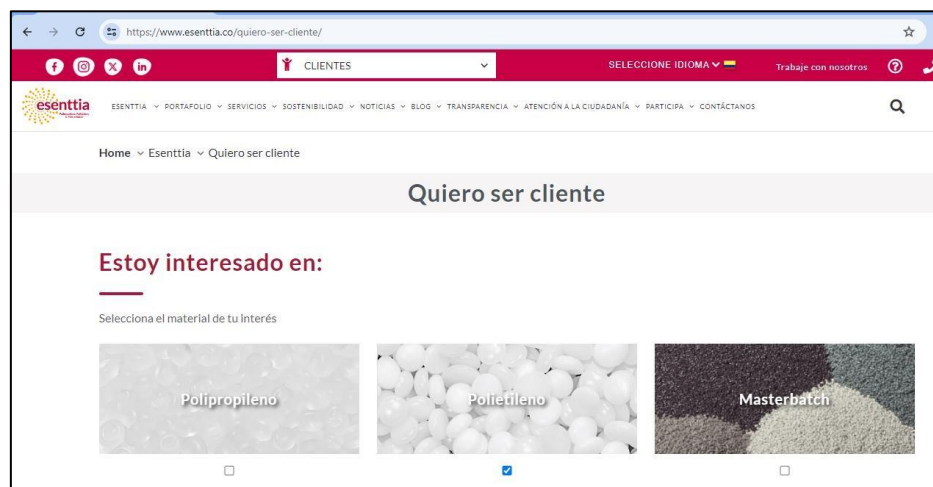 https://www.esenttia.co/quiero-ser-cliente/
CLIENTES
SELECCIONE IDIOMA
Trabaje con nosotros
esenttia
ESENTTIA PORTAFOLIO SERVICIOS SOSTENIBILIDAD NOTICIAS BLOG TRANSPARENCIA ATENCIÓN A LA CIUDADANÍA PARTICIPA CONTÁCTANOS
Home Esenttia Quiero ser cliente
Quiero ser cliente
Estoy interesado en:
Selecciona el material de tu interés
Polipropileno
Polietileno
Masterbatch